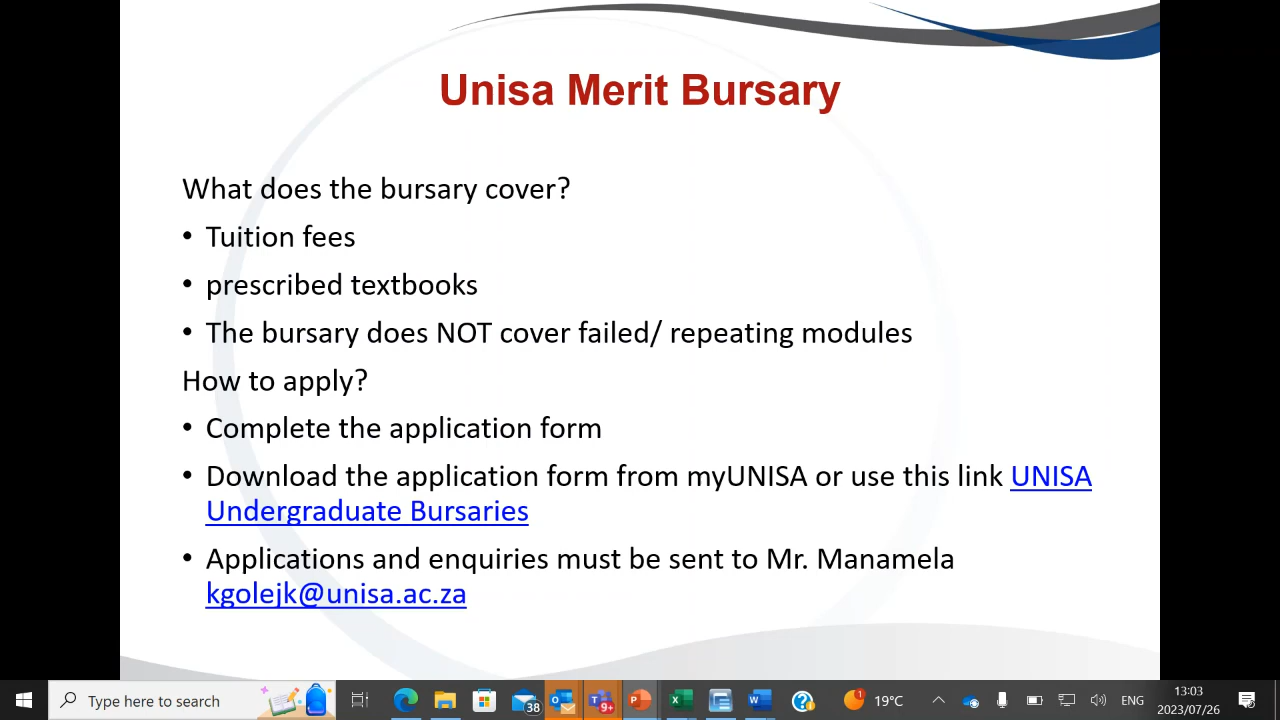 Unisa Merit Bursary
What does the bursary cover?
• Tuition fees
• prescribed textbooks
• The bursary does NOT cover failed/ repeating modules
How to apply?
• Complete the application form
• Download the application form from myUNISA or use this link UNISA
Undergraduate Bursaries
• Applications and enquiries must be sent to Mr. Manamela
kgolejk@unisa.ac.za
Type here to search
38
9+
1
19°C
ENG
13:03
2023/07/26